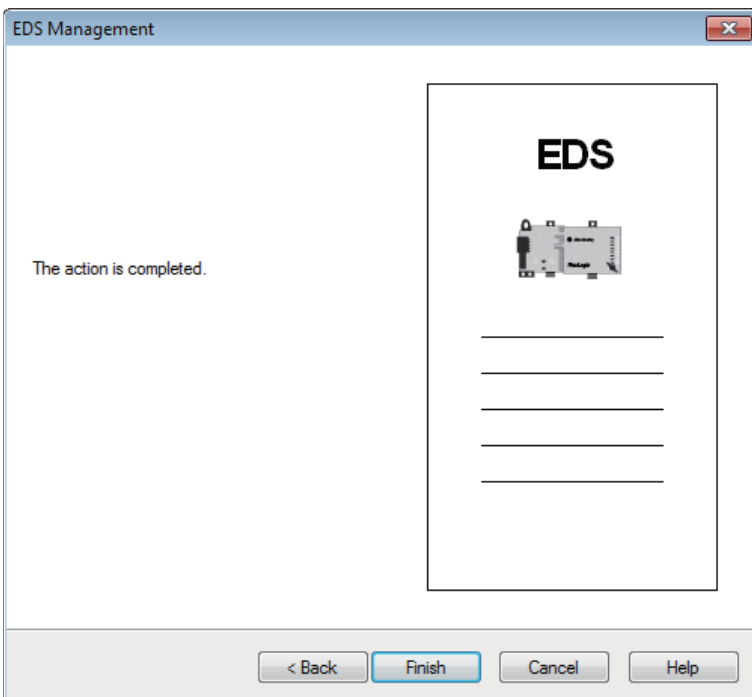 EDS Management
EDS
The action is completed.
< Back
Finish
Cancel
Help